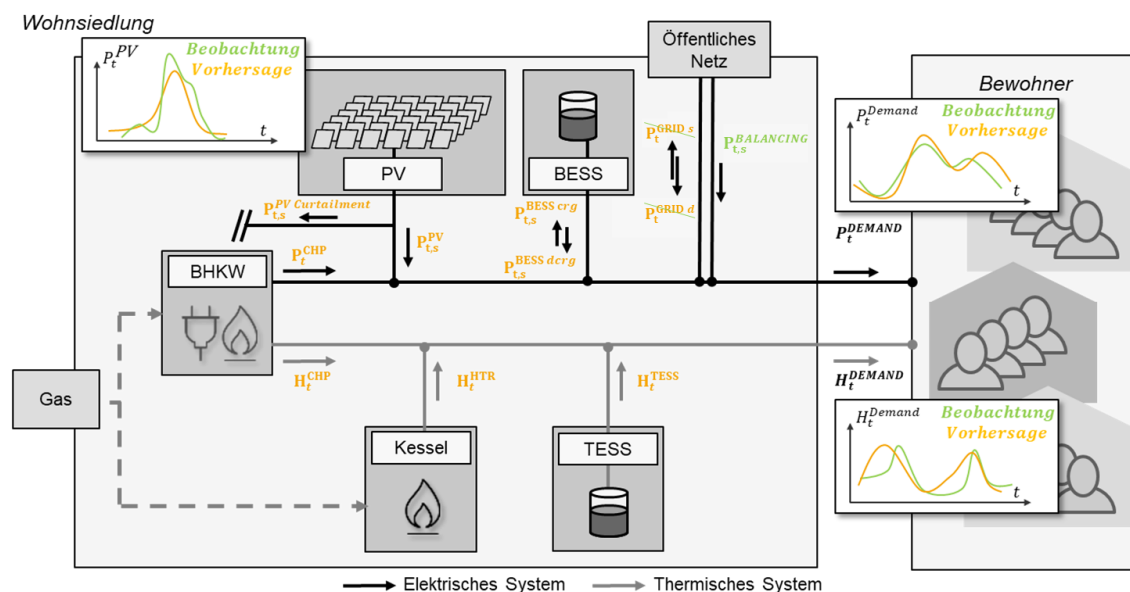 Wohnsiedlung
P_t^PV
Beobachtung
Vorhersage
t
Öffentliches
Netz
Bewohner
P_t^Demand
Beobachtung
Vorhersage
t
PV
BESS
P_t^GRID s
P_t,s^BALANCING
P_t^GRID d
P_t,s^PV Curtailment
P_t,s^PV
P_t,s^BESS crg
P_t,s^BESS dcrg
P_t^DEMAND
BHKW
P_t^CHP
H_t^CHP
H_t^HTR
H_t^TESS
H_t^DEMAND
Gas
Kessel
TESS
H_t^Demand
Beobachtung
Vorhersage
t
Elektrisches System
Thermisches System